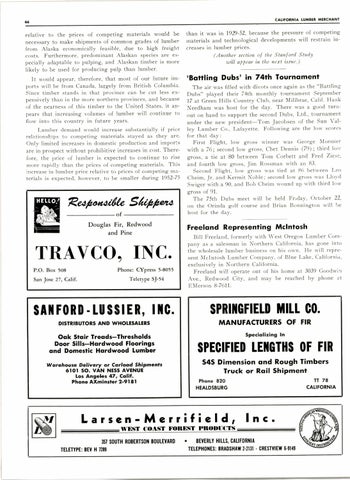 46
CALIFORNIA LUMBER MERCHANT
relative to the prices of competing materials would be
necessary to make shipments of common grades of lumber
from Alaska economically feasible, due to high freight
costs. Furthermore, predominant Alaskan species are es-
pecially adaptable to pulping, and Alaskan timber is more
likely to be used for producing pulp than lumber.
It would appear, therefore, that most of our future im-
ports will be from Canada, largely from British Columbia.
Since timber stands in that province can be cut less ex-
pensively than in the more northern provinces, and because
of the nearness of this timber to the United States, it ap-
pears that increasing volumes of lumber will continue to
flow into this country in future years.
Lumber demand would increase substantially if price
relationships to competing materials stayed as they are.
Only limited increases in domestic production and imports
are in prospect without prohibitive increases in cost. There-
fore, the price of lumber is expected to continue to rise
more rapidly than the prices of competing materials. This
increase in lumber price relative to prices of competing ma-
terials is expected, however, to be smaller during 1952-75
than it was in 1929-52, because the pressure of competing
materials and technological developments will restrain in-
creases in lumber prices.
(Another section of the Stanford Study
will appear in the next issue.)
'Battling Dubs' in 74th Tournament
The air was filled with divots once again as the "Battling
Dubs" played their 74th monthly tournament September
17 at Green Hills Country Club, near Millbrae, Calif. Hank
Needham was host for the day. There was a good turn-
out on hand to support the second Dubs, Ltd., tournament
under the new president—Tom Jacobsen of the Sun Val-
ley Lumber Co., Lafayette. Following are the low scores
for that day:
First Flight, low gross winner was George Monnier
with a 76; second low gross, Chet Dennis (79); third low
gross, a tie at 80 between Tom Corbett and Fred Ziese;
and fourth low gross, Jim Rossman with an 83.
Second Flight, low gross was tied at 86 between Les
Cheim, Jr. and Kermit Noble; second low gross was Lloyd
Swiger with a 90, and Bob Cheim wound up with third low
gross of 91.
The 75th Dubs meet will be held Friday, October 22,
at the Orinda golf course and Brian Bonnington will be
host for the day.
Freeland Representing McIntosh
Bill Freeland, formerly with West Oregon Lumber Com-
pany as a salesman in Northern California, has gone into
the wholesale lumber business on his own. He will repre-
sent McIntosh Lumber Company, of Blue Lake, California,
exclusively in Northern California.
Freeland will operate out of his home at 3039 Goodwin
Ave., Redwood City, and may be reached by phone at
EMerson 8-7681.
HELLO!
Responsible Shippers
of
Douglas Fir, Redwood
and Pine
TRAVCO, INC.
P.O. Box 508
San Jose 27, Calif.
Phone: CYpress 3-8055
Teletype SJ-54
SANFORD-LUSSIER, INC.
DISTRIBUTORS AND WHOLESALERS
Oak Stair Treads—Thresholds
Door Sills—Hardwood Floorings
and Domestic Hardwood Lumber
Warehouse Delivery or Carload Shipments
6101 SO. VAN NESS AVENUE
Los Angeles 47, Calif.
Phone AXminster 2-9181
SPRINGFIELD MILL CO.
MANUFACTURERS OF FIR
Specializing In
SPECIFIED LENGTHS OF FIR
S4S Dimension and Rough Timbers
Truck or Rail Shipment
Phone 820
HEALDSBURG
TT 78
CALIFORNIA
Larsen-Merrifield, Inc.
WEST COAST FOREST PRODUCTS
357 SOUTH ROBERTSON BOULEVARD • BEVERLY HILLS, CALIFORNIA
TELETYPE: BEV H 7288
TELEPHONES: BRADSHAW 2-3131 - CRESTVIEW 6-9149